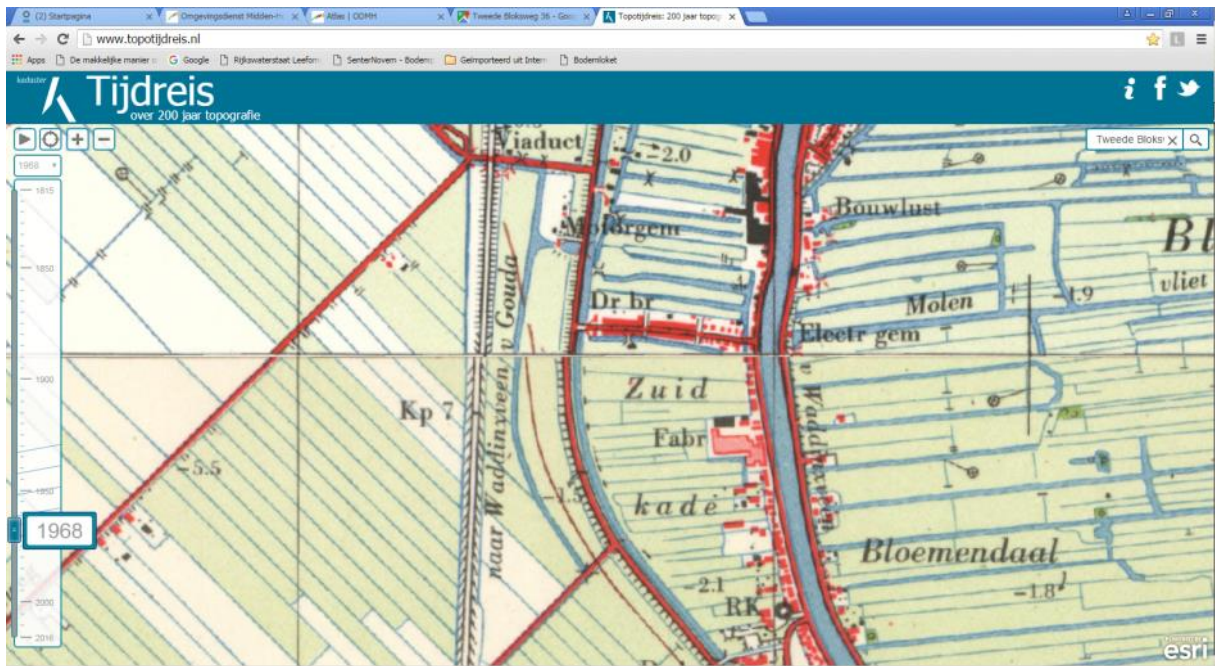 (2) Startpagina
Omgevingsdienst Midden-H
Atlas | ODMH
Tweede Bloksweg 36 - Goo
Topotijdreis: 200 jaar topog
www.topotijdreis.nl
Apps
De makkelijke manier o
Google
Rijkswaterstaat Leefom
SenterNovem - Bodem
Geïmporteerd uit Intern
Bodemloket
kadaster
Tijdreis
over 200 jaar topografie
Tweede Bloks
1968
1815
1850
1900
1950
1968
2000
2016
Viaduct
-2.0
Bouwlust
Motorgem
Bl
vliet
naar Waddinxveen / v Gouda
Dr br
Molen
-1.9
Electr gem
Zuid
Kp 7
v Waddinxveen
Fabr
-5.5
-1.5
kade
Bloemendaal
-2.1
-1.8
RK
esri